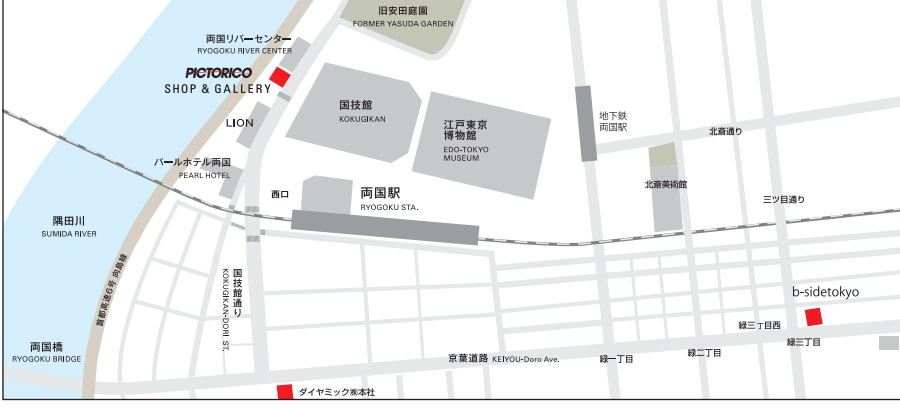 旧安田庭園
FORMER YASUDA GARDEN
両国リバーセンター
RYOGOKU RIVER CENTER
PICTORICO
SHOP & GALLERY
国技館
KOKUGIKAN
LION
江戸東京
博物館
EDO-TOKYO
MUSEUM
地下鉄
両国駅
北斎通り
パールホテル両国
PEARL HOTEL
西口
両国駅
RYOGOKU STA.
北斎美術館
三ツ目通り
隅田川
SUMIDA RIVER
首都高速6号 向島線
国技館通り
KOKUGIKAN-DORI ST.
b-sidetokyo
緑三丁目西
緑三丁目
緑二丁目
緑一丁目
京葉道路 KEIYOU-Doro Ave.
両国橋
RYOGOKU BRIDGE
ダイヤミック㈱本社